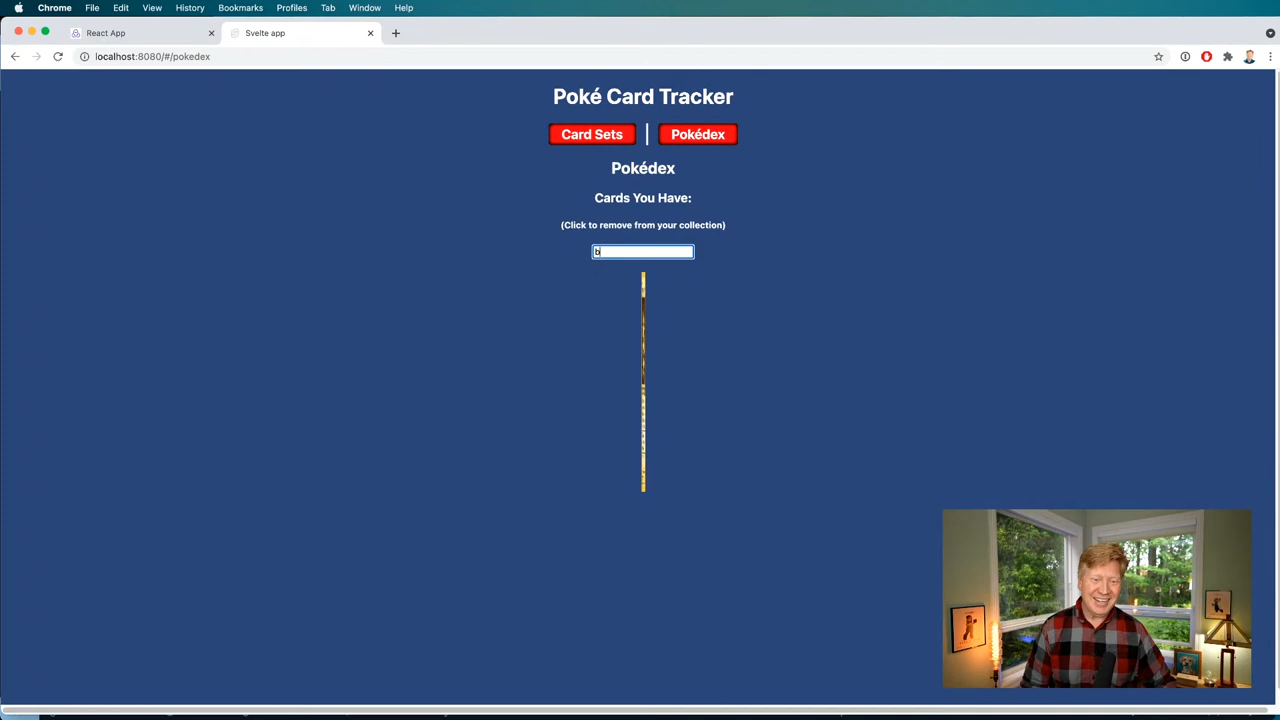 Chrome File Edit View History Bookmarks Profiles Tab Window Help
React App Svelte app
localhost:8080/#/pokedex
Poké Card Tracker
Card Sets | Pokédex
Pokédex
Cards You Have:
(Click to remove from your collection)
b